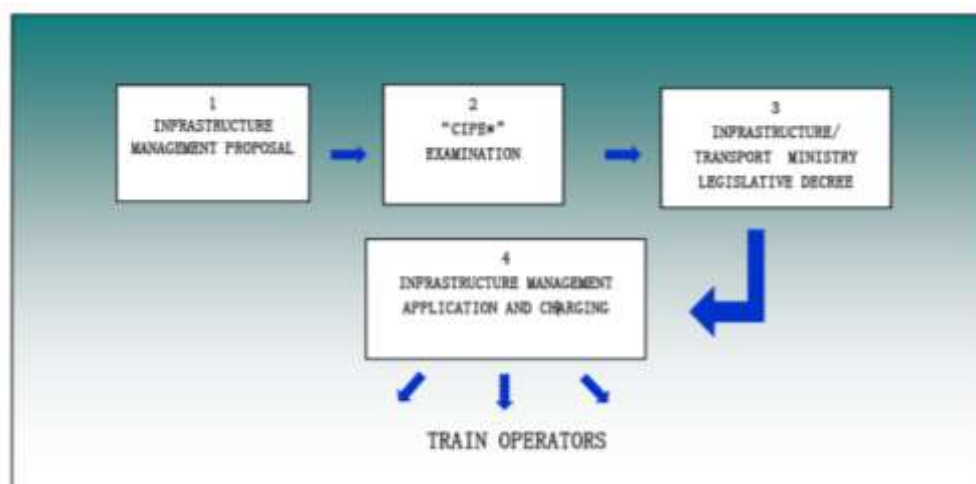 1
INFRASTRUCTURE
MANAGEMENT PROPOSAL
2
"CIPE*"
EXAMINATION
3
INFRASTRUCTURE/
TRANSPORT MINISTRY
LEGISLATIVE DECREE
4
INFRASTRUCTURE MANAGEMENT
APPLICATION AND CHARGING
TRAIN OPERATORS